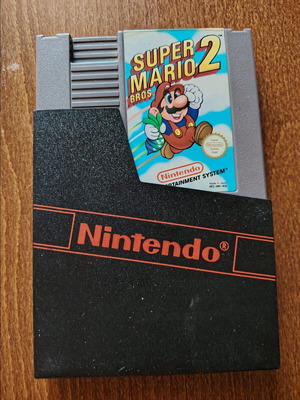 SUPER
MARIO 2
BROS
Nintendo
ENTERTAINMENT SYSTEM
Nintendo®